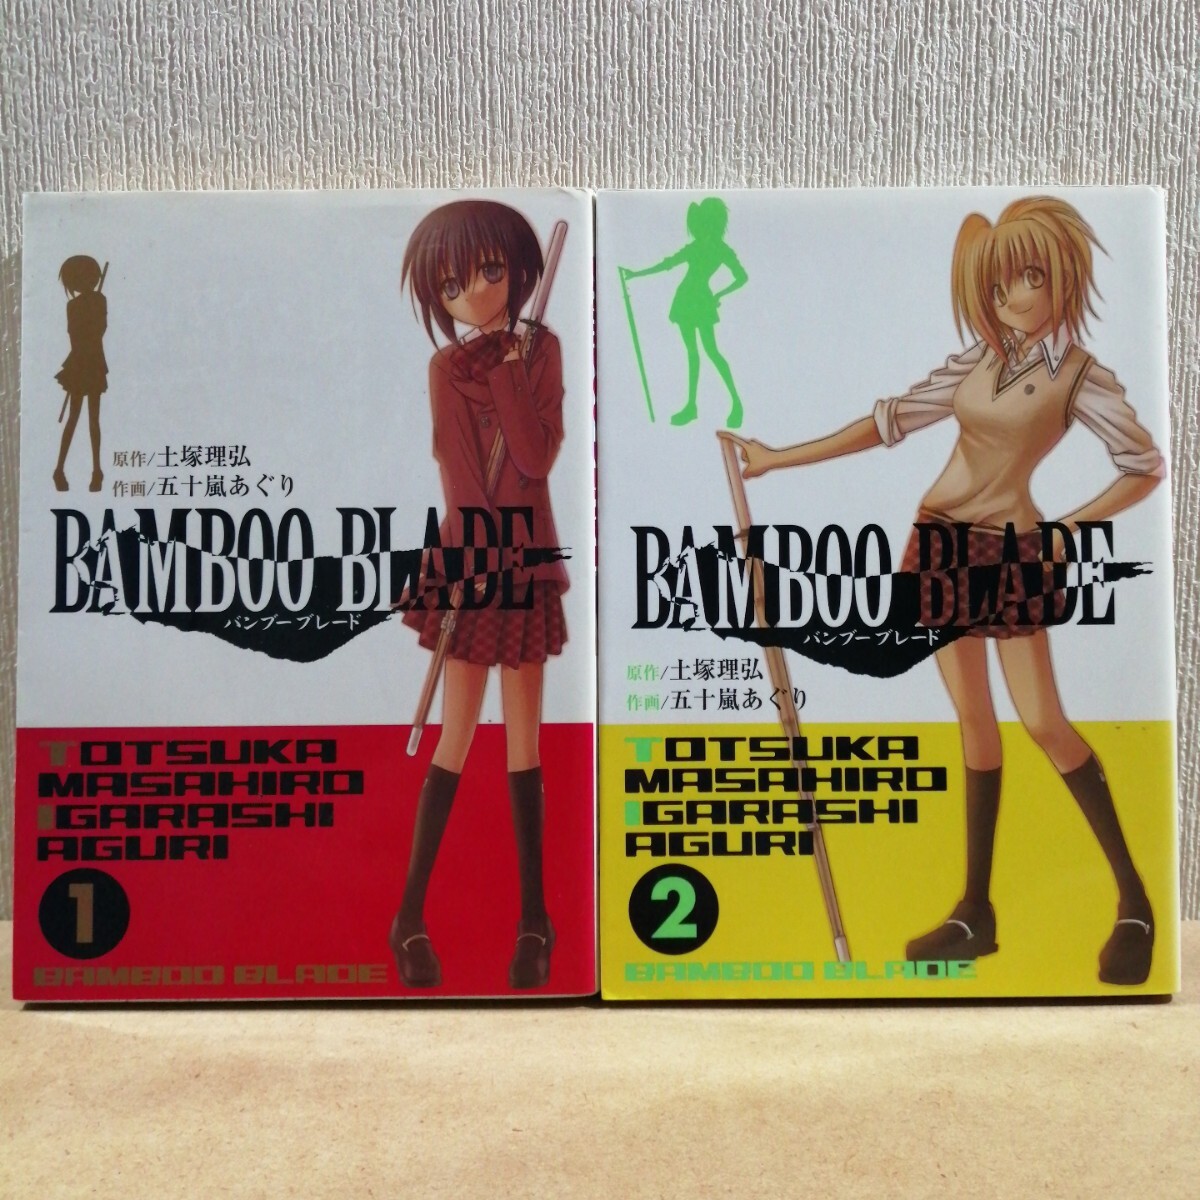 原作/土塚理弘
作画/五十嵐あぐり
BAMBOO BLADE
バンブーブレード
TOTSUKA
MASAHIRO
IGARASHI
AGURI
1
BAMBOO BLADE
BAMBOO BLADE
バンブーブレード
原作/土塚理弘
作画/五十嵐あぐり
TOTSUKA
MASAHIRO
IGARASHI
AGURI
2
BAMBOO BLADE